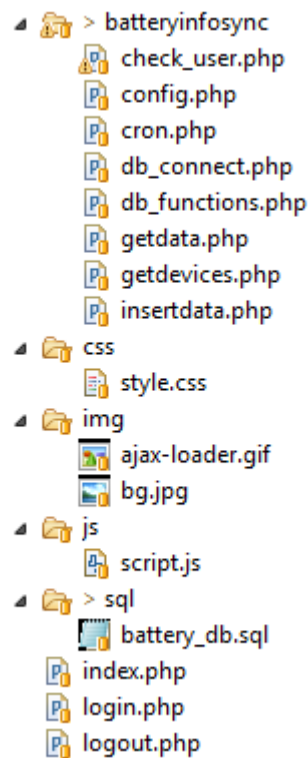 > batteryinfosync
check_user.php
config.php
cron.php
db_connect.php
db_functions.php
getdata.php
getdevices.php
insertdata.php
css
style.css
img
ajax-loader.gif
bg.jpg
js
script.js
> sql
battery_db.sql
index.php
login.php
logout.php